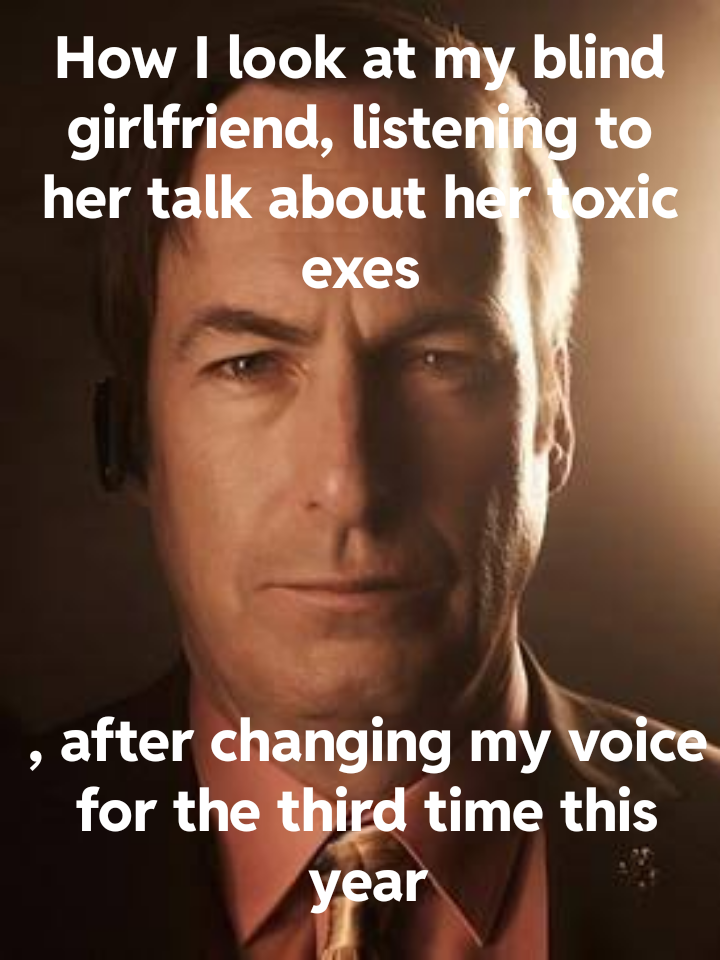 How I look at my blind
girlfriend, listening to
her talk about her toxic
exes
, after changing my voice
for the third time this
year